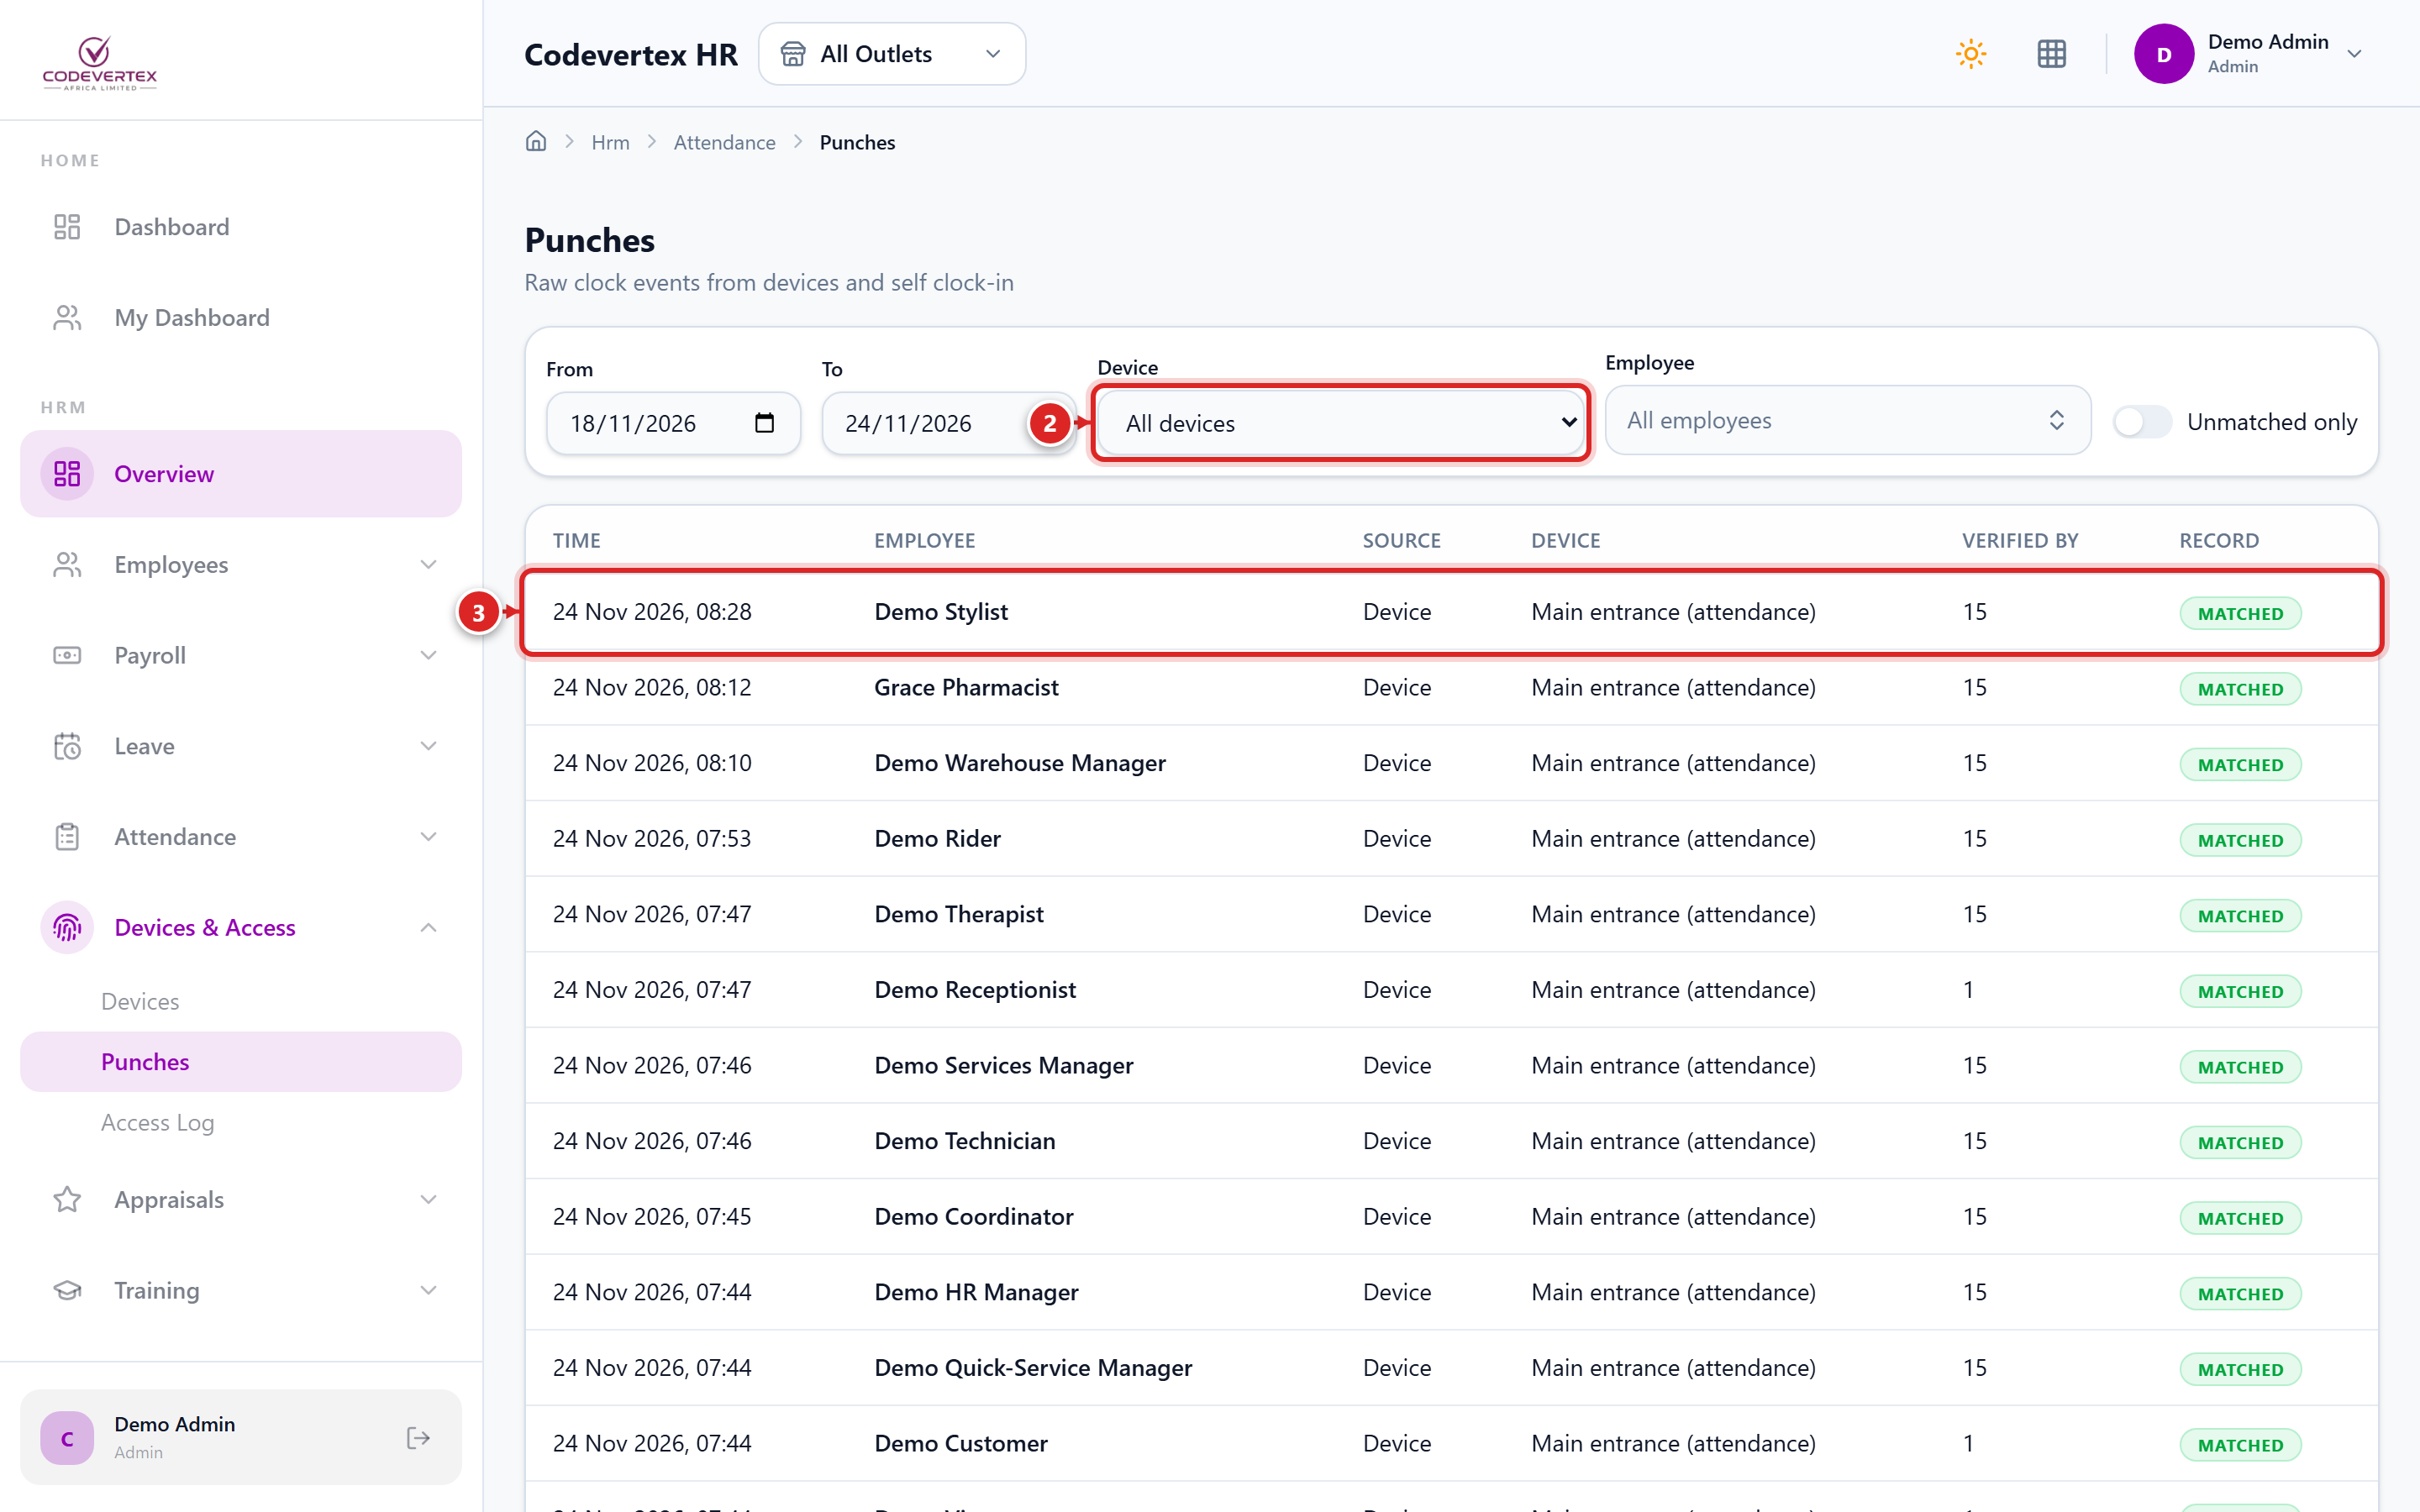 CODEVERTEX
AFRICA LIMITED
HOME
Dashboard
My Dashboard
HRM
Overview
Employees
Payroll
Leave
Attendance
Devices & Access
Devices
Punches
Access Log
Appraisals
Training
C
Demo Admin
Admin
Codevertex HR
All Outlets
D
Demo Admin
Admin
Hrm
Attendance
Punches
Punches
Raw clock events from devices and self clock-in
From
To
Device
Employee
18/11/2026
24/11/2026
2
All devices
All employees
Unmatched only
TIME EMPLOYEE SOURCE DEVICE VERIFIED BY RECORD
3
24 Nov 2026, 08:28 Demo Stylist Device Main entrance (attendance) 15 MATCHED
24 Nov 2026, 08:12 Grace Pharmacist Device Main entrance (attendance) 15 MATCHED
24 Nov 2026, 08:10 Demo Warehouse Manager Device Main entrance (attendance) 15 MATCHED
24 Nov 2026, 07:53 Demo Rider Device Main entrance (attendance) 15 MATCHED
24 Nov 2026, 07:47 Demo Therapist Device Main entrance (attendance) 15 MATCHED
24 Nov 2026, 07:47 Demo Receptionist Device Main entrance (attendance) 1 MATCHED
24 Nov 2026, 07:46 Demo Services Manager Device Main entrance (attendance) 15 MATCHED
24 Nov 2026, 07:46 Demo Technician Device Main entrance (attendance) 15 MATCHED
24 Nov 2026, 07:45 Demo Coordinator Device Main entrance (attendance) 15 MATCHED
24 Nov 2026, 07:44 Demo HR Manager Device Main entrance (attendance) 15 MATCHED
24 Nov 2026, 07:44 Demo Quick-Service Manager Device Main entrance (attendance) 15 MATCHED
24 Nov 2026, 07:44 Demo Customer Device Main entrance (attendance) 1 MATCHED